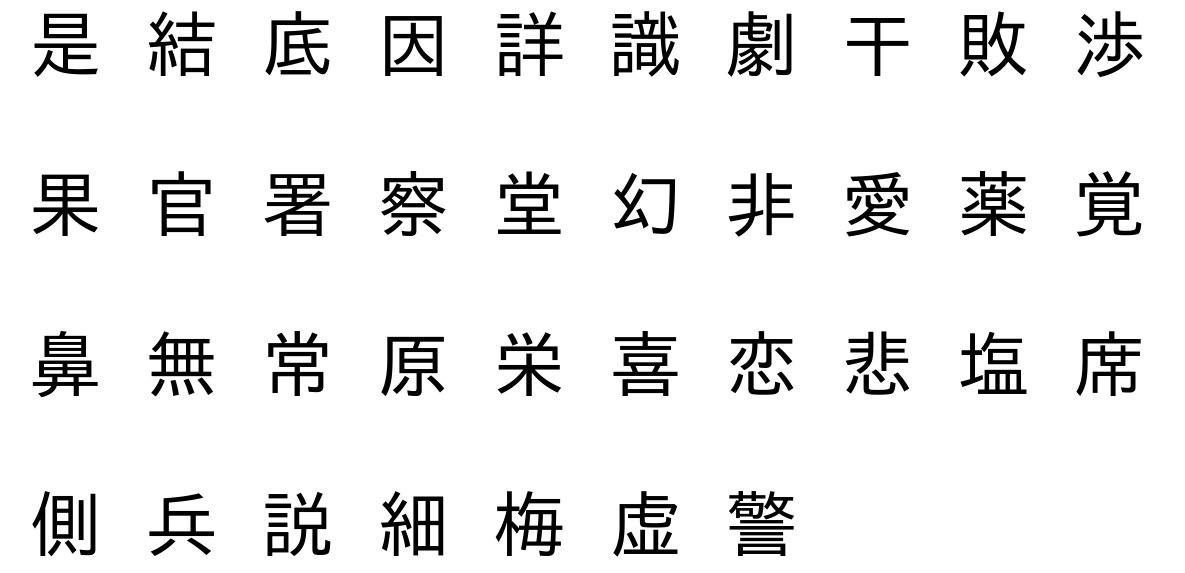 是結底因詳識劇干敗渉
果官署察堂幻非愛薬覚
鼻無常原栄喜恋悲塩席
側兵説細梅虚警